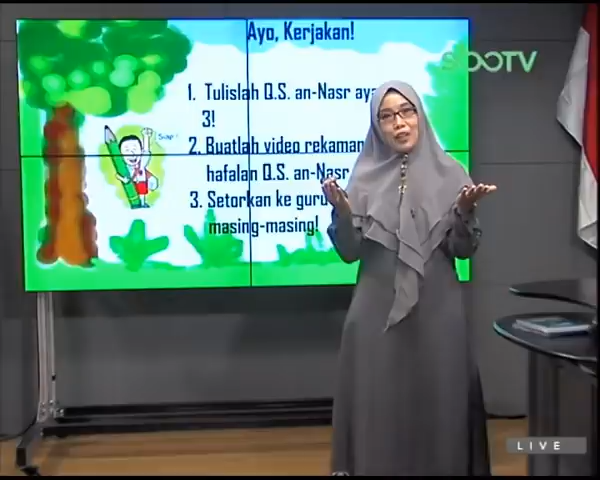 Ayo, Kerjakan!
1. Tulislah Q.S. an-Nasr aya
3!
2. Buatlah video rekaman
hafalan Q.S. an-Nasr
3. Setorkan ke guru
masing-masing!
Siap!
LIVE